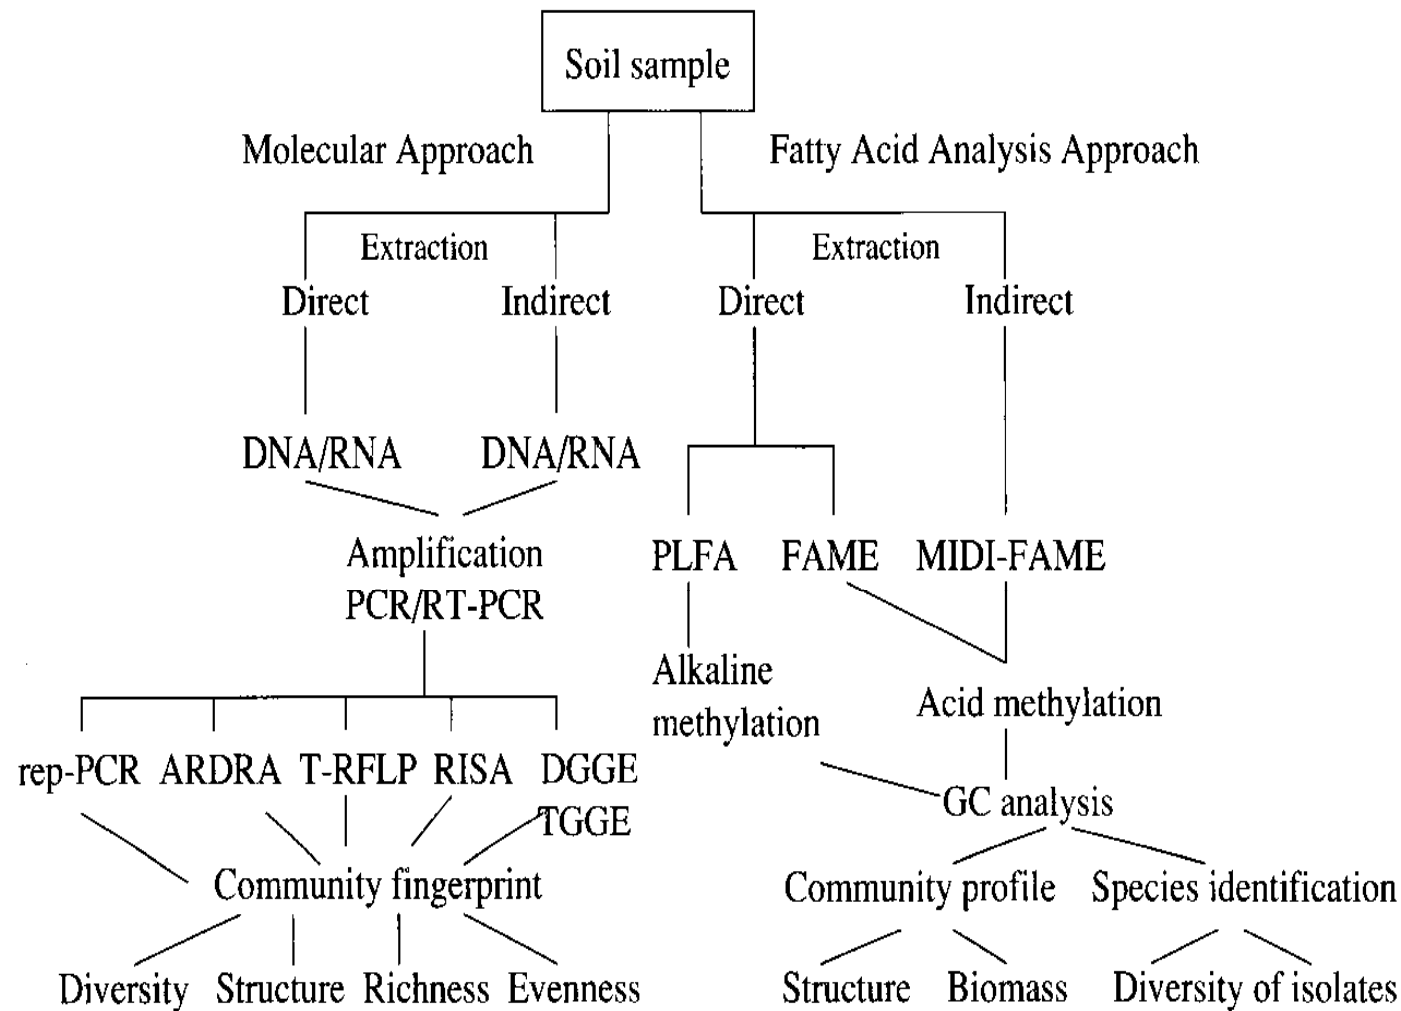 Soil sample
Molecular Approach
Fatty Acid Analysis Approach
Extraction
Extraction
Direct
Indirect
Direct
Indirect
DNA/RNA
DNA/RNA
Amplification
PCR/RT-PCR
PLFA
FAME
MIDI-FAME
Alkaline
methylation
Acid methylation
rep-PCR
ARDRA
T-RFLP
RISA
DGGE
TGGE
GC analysis
Community fingerprint
Community profile
Species identification
Diversity
Structure
Richness
Evenness
Structure
Biomass
Diversity of isolates